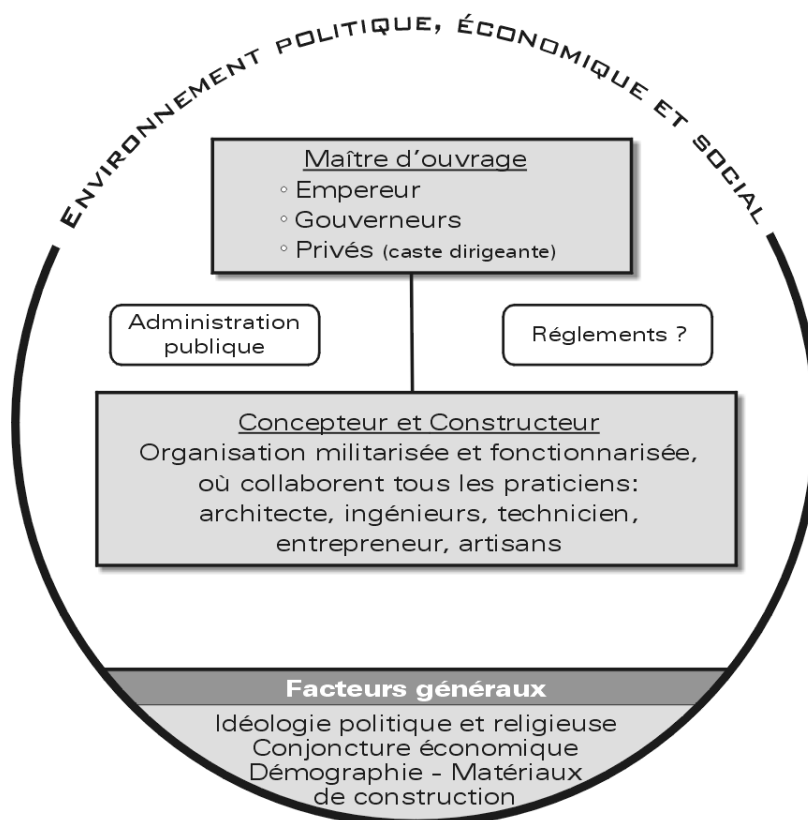 ENVIRONNEMENT POLITIQUE, ÉCONOMIQUE ET SOCIAL
Maître d'ouvrage
◦ Empereur
◦ Gouverneurs
◦ Privés (caste dirigeante)
Administration
publique
Réglements ?
Concepteur et Constructeur
Organisation militarisée et fonctionnarisée,
où collaborent tous les praticiens:
architecte, ingénieurs, technicien,
entrepreneur, artisans
Facteurs généraux
Idéologie politique et religieuse
Conjoncture économique
Démographie - Matériaux
de construction